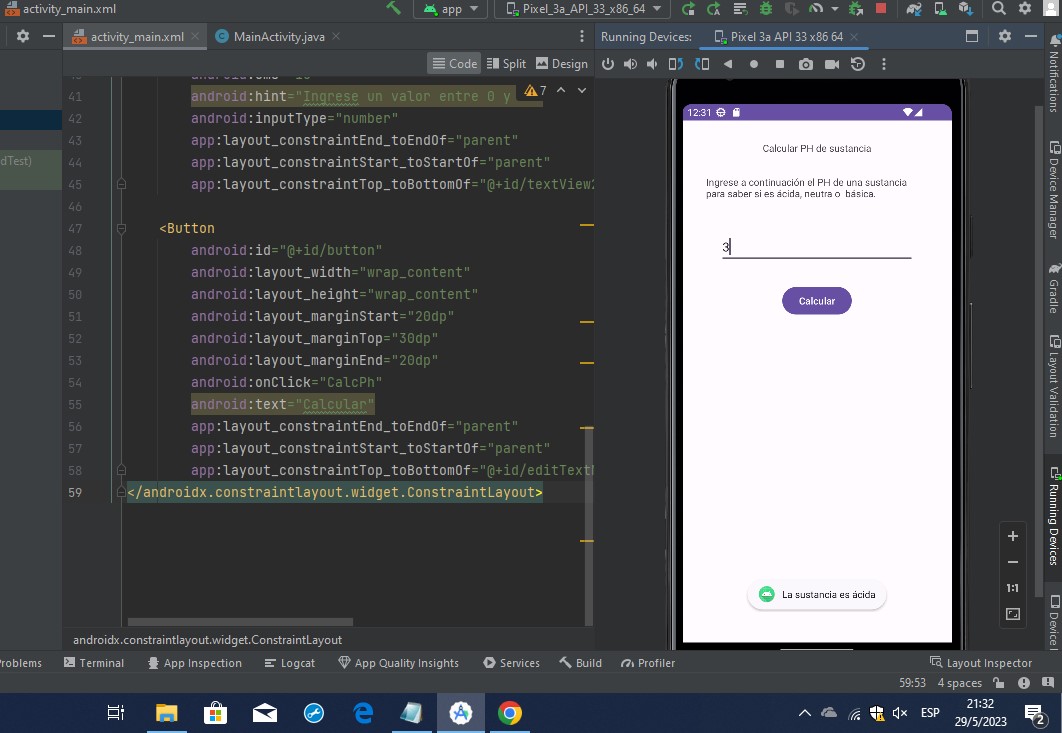 activity_main.xml
app
Pixel_3a_API_33_x86_64
activity_main.xml
MainActivity.java
Running Devices:
Pixel 3a API 33 x86 64
Code
Split
Design
7
41 android:hint="Ingrese un valor entre 0 y
42 android:inputType="number"
43 app:layout_constraintEnd_toEndOf="parent"
44 app:layout_constraintStart_toStartOf="parent"
45 app:layout_constraintTop_toBottomOf="@+id/textView2
46
47 <Button
48 android:id="@+id/button"
49 android:layout_width="wrap_content"
50 android:layout_height="wrap_content"
51 android:layout_marginStart="20dp"
52 android:layout_marginTop="30dp"
53 android:layout_marginEnd="20dp"
54 android:onClick="CalcPh"
55 android:text="Calcular"
56 app:layout_constraintEnd_toEndOf="parent"
57 app:layout_constraintStart_toStartOf="parent"
58 app:layout_constraintTop_toBottomOf="@+id/editText
59 </androidx.constraintlayout.widget.ConstraintLayout>
dTest)
androidx.constraintlayout.widget.ConstraintLayout
12:31
Calcular PH de sustancia
Ingrese a continuación el PH de una sustancia
para saber si es ácida, neutra o básica.
3
Calcular
La sustancia es ácida
1:1
Notifications
Device Manager
Gradle
Layout Validation
Running Devices
Device
roblems
Terminal
App Inspection
Logcat
App Quality Insights
Services
Build
Profiler
Layout Inspector
59:53
4 spaces
ESP
21:32
29/5/2023
2